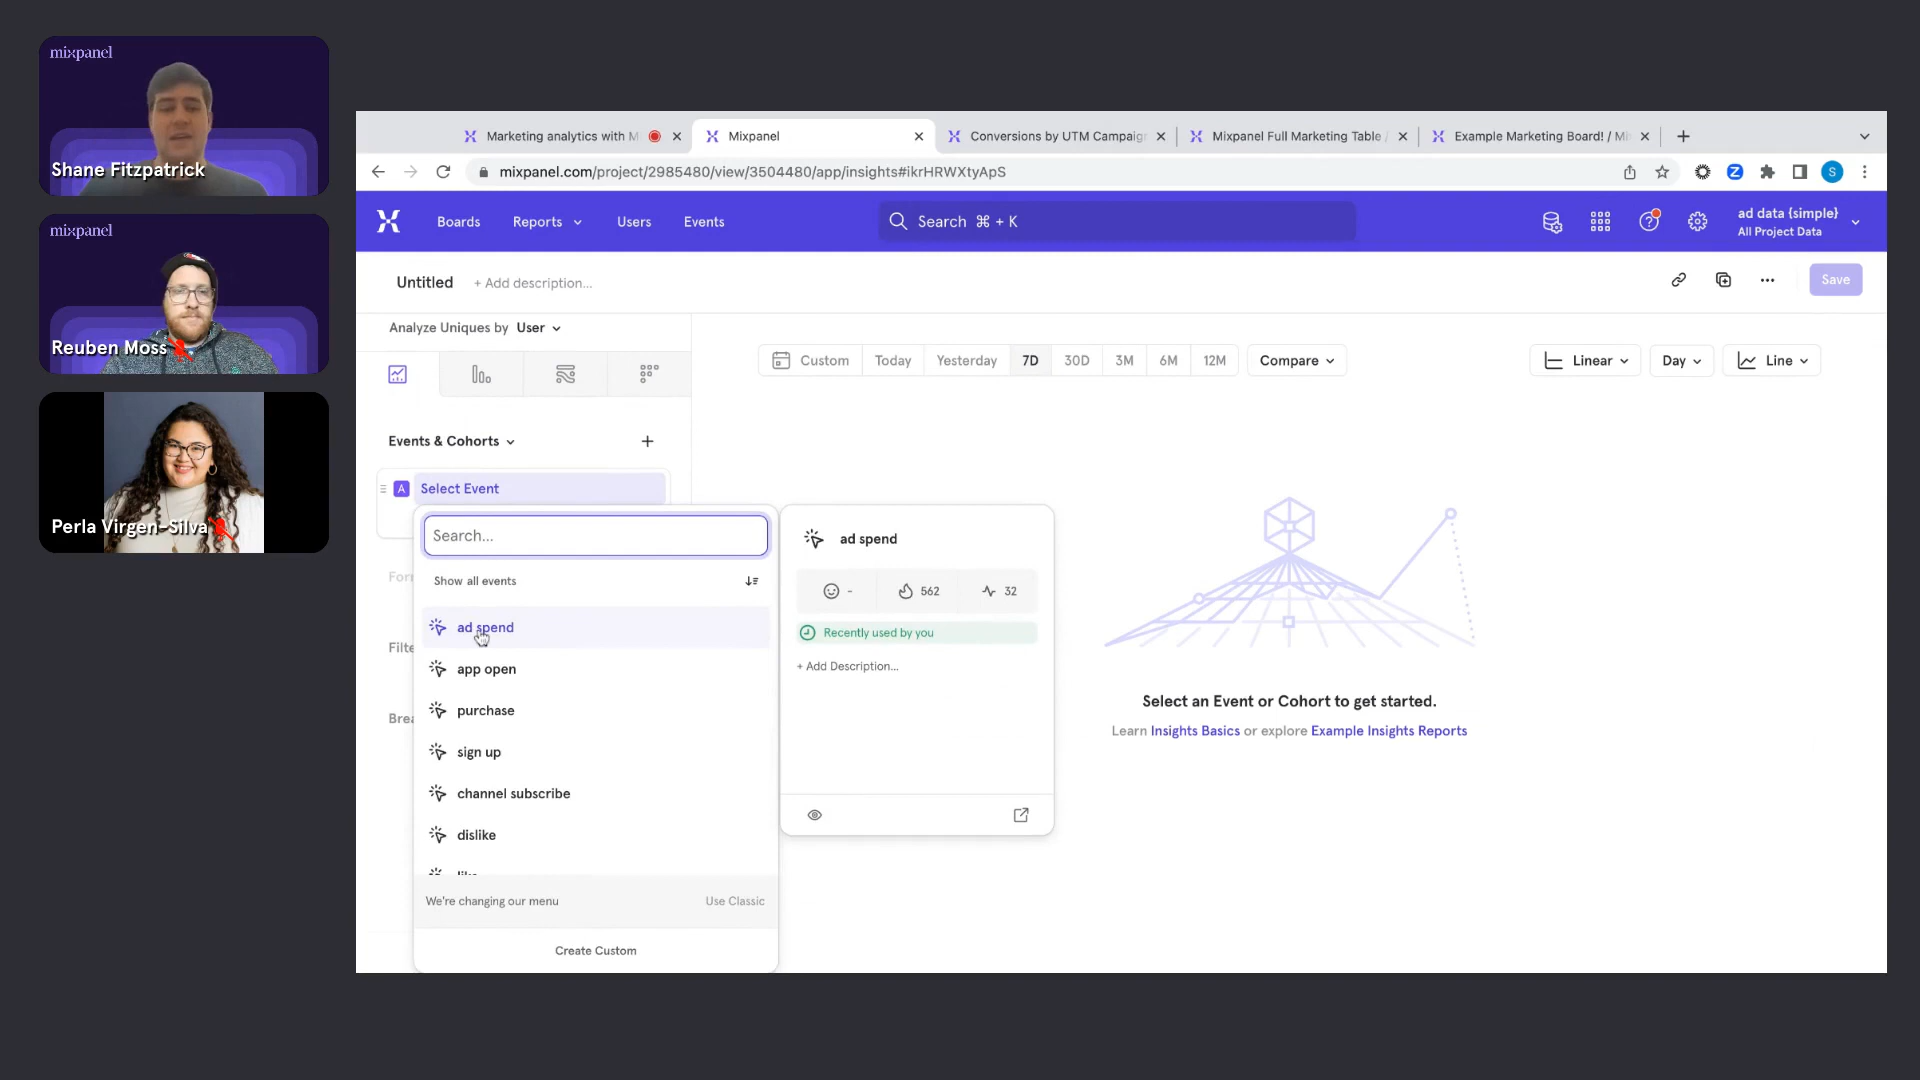 mixpanel
Shane Fitzpatrick
mixpanel
Reuben Moss
Perla Virgen-Silva
Marketing analytics with M
Mixpanel
Conversions by UTM Campaig
Mixpanel Full Marketing Table /
Example Marketing Board! / Mi
mixpanel.com/project/2985480/view/3504480/app/insights#ikrHRWXtyApS
Z
S
Boards
Reports
Users
Events
Search ⌘ + K
ad data {simple}
All Project Data
Untitled
+ Add description...
Save
Analyze Uniques by User
Custom
Today
Yesterday
7D
30D
3M
6M
12M
Compare
Linear
Day
Line
Events & Cohorts
A
Select Event
Search...
Show all events
ad spend
app open
purchase
sign up
channel subscribe
dislike
We're changing our menu
Use Classic
Create Custom
Form
Filte
Brea
ad spend
-
562
32
Recently used by you
+ Add Description...
Select an Event or Cohort to get started.
Learn Insights Basics or explore Example Insights Reports